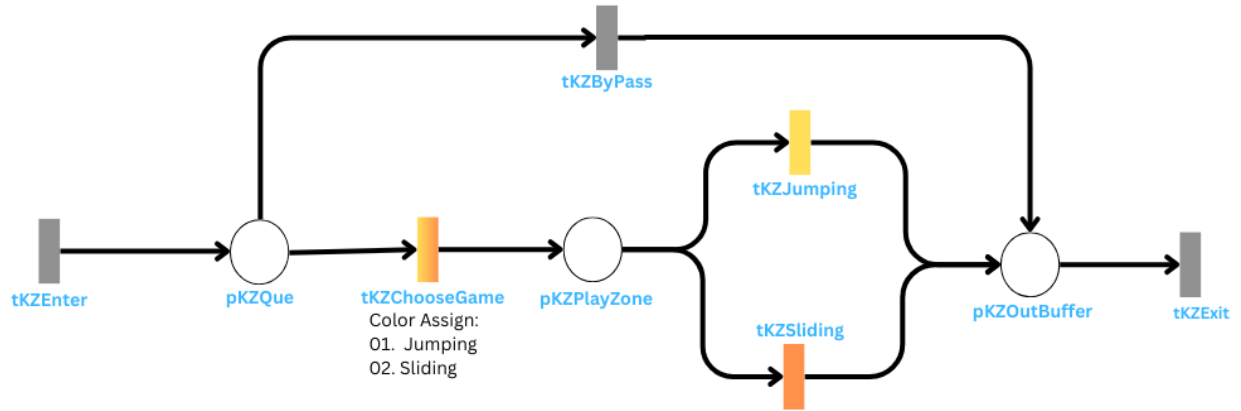 tKZByPass
tKZJumping
tKZEnter
pKZQue
tKZChooseGame
Color Assign:
01. Jumping
02. Sliding
pKZPlayZone
tKZSliding
pKZOutBuffer
tKZExit